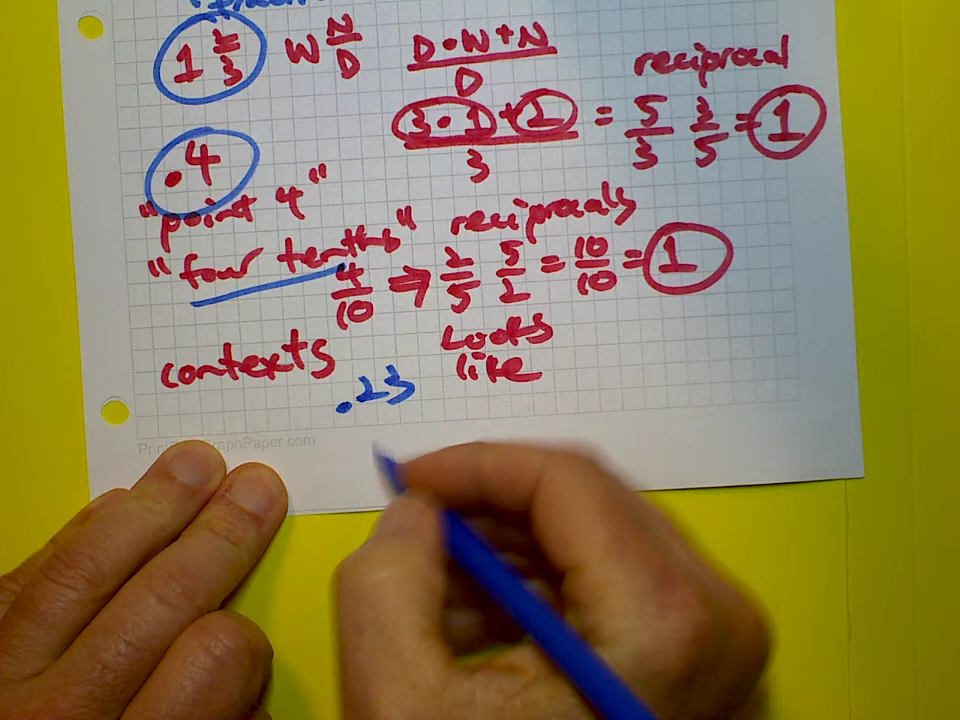 1 2/3 W N/D D•W+N/D reciprocal
3•1+2/3 = 5/3 3/5 = 1
.4
"point 4"
"four tenths" reciprocals
4/10 ⇒ 2/5 5/2 = 10/10 = 1
contexts Looks like
.23